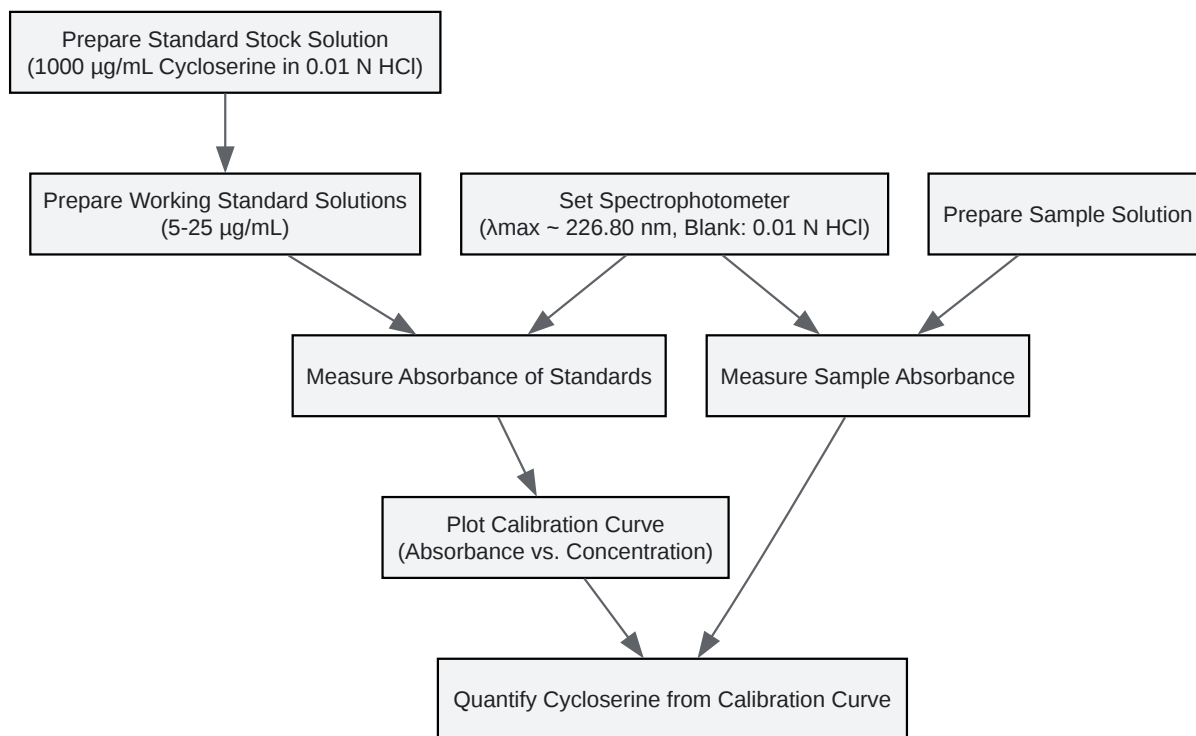 Prepare Standard Stock Solution
(1000 µg/mL Cycloserine in 0.01 N HCl)
Prepare Working Standard Solutions
(5-25 µg/mL)
Set Spectrophotometer
(λmax ~ 226.80 nm, Blank: 0.01 N HCl)
Prepare Sample Solution
Measure Absorbance of Standards
Measure Sample Absorbance
Plot Calibration Curve
(Absorbance vs. Concentration)
Quantify Cycloserine from Calibration Curve